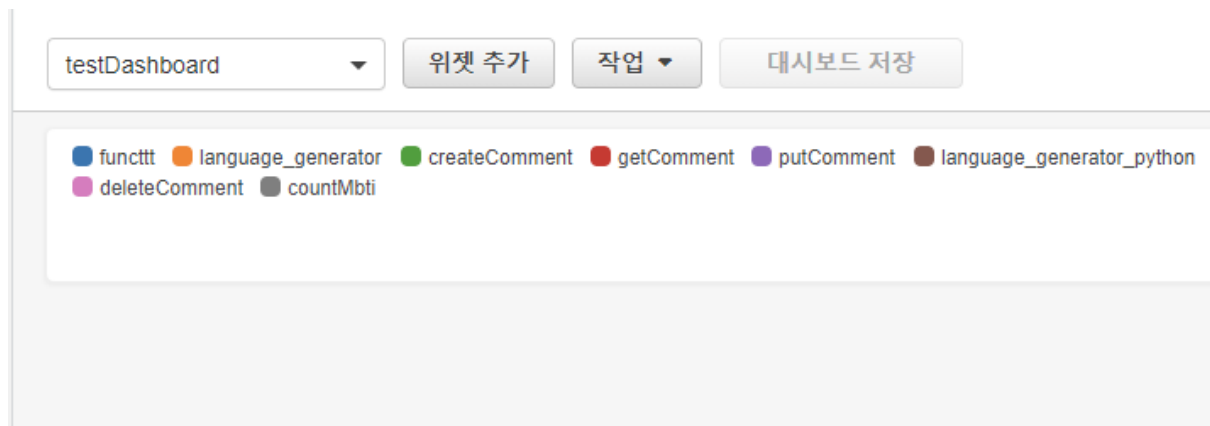 testDashboard 위젯 추가 작업 대시보드 저장
functtt language_generator createComment getComment putComment language_generator_python
deleteComment countMbti